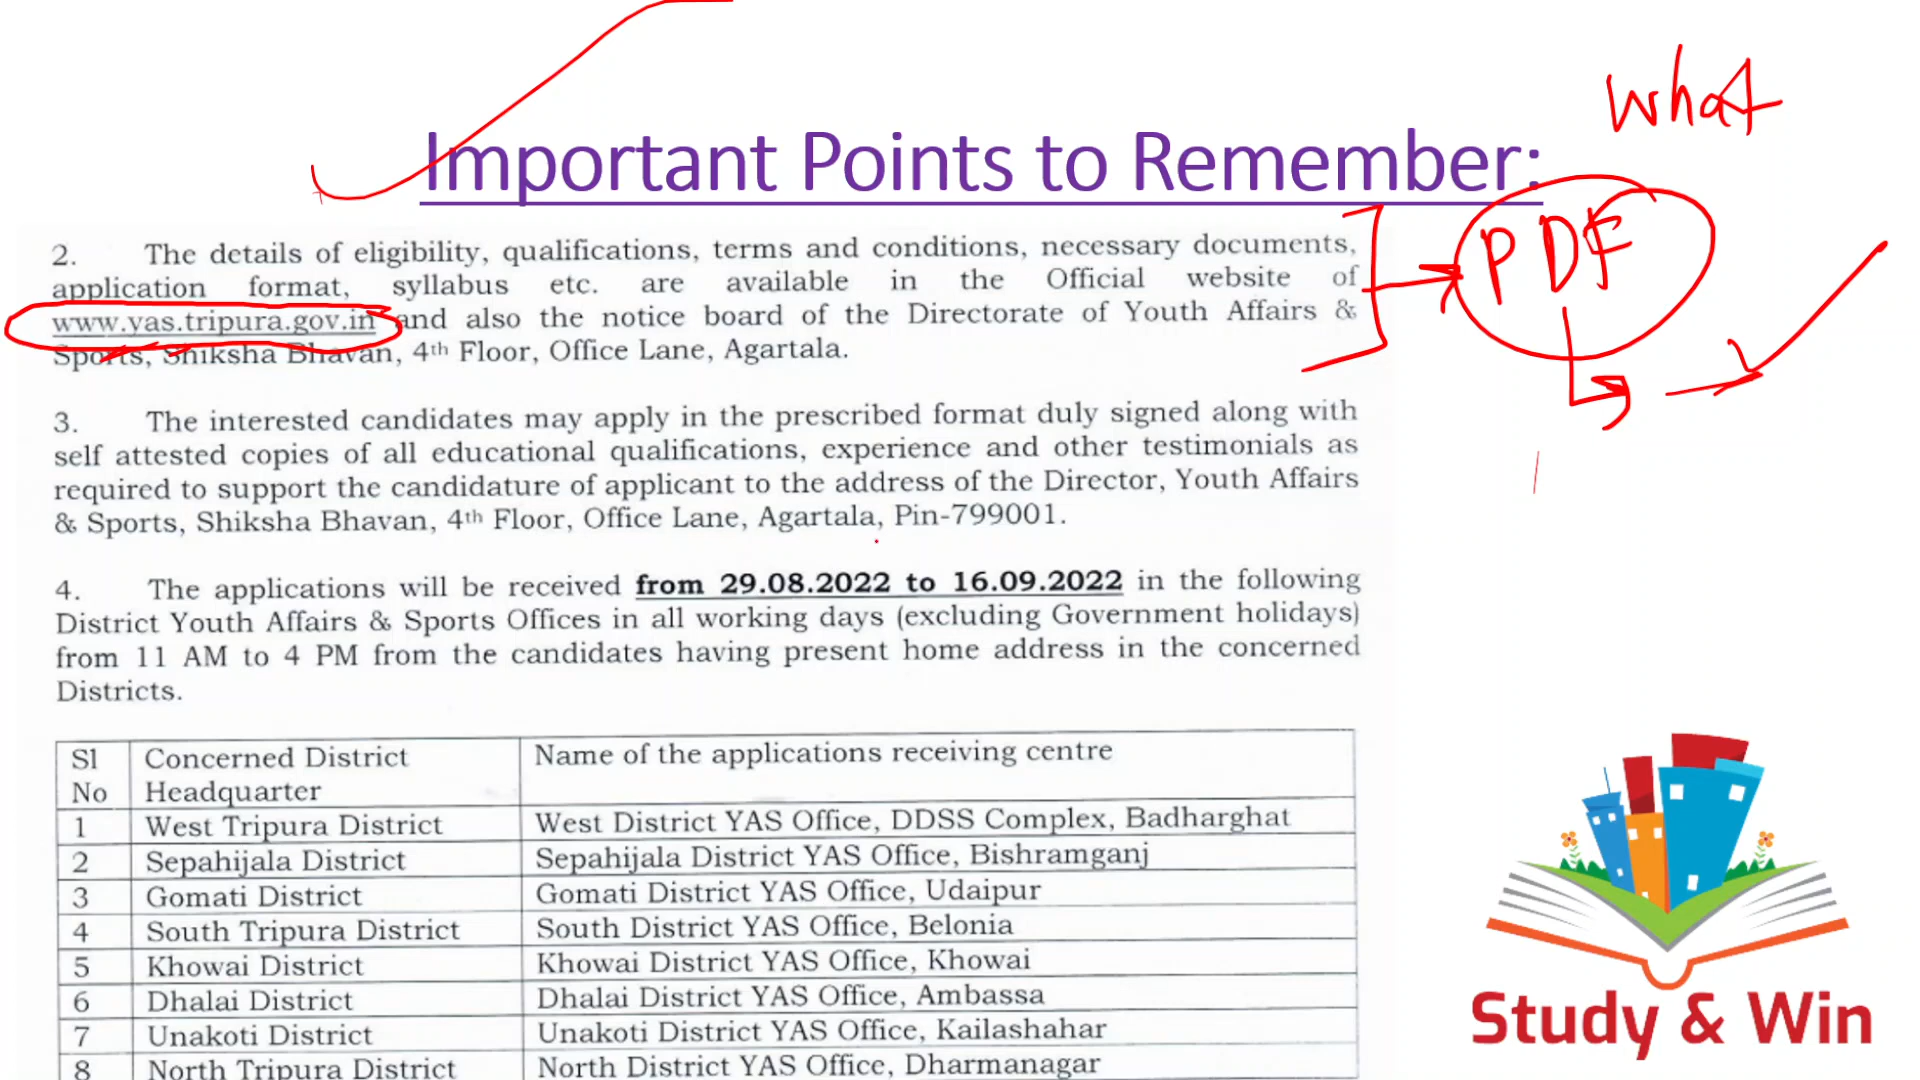 what
Important Points to Remember:
PDF
2. The details of eligibility, qualifications, terms and conditions, necessary documents,
application format, syllabus etc. are available in the Official website of
www.yas.tripura.gov.in and also the notice board of the Directorate of Youth Affairs &
Sports, Shiksha Bhavan, 4th Floor, Office Lane, Agartala.
3. The interested candidates may apply in the prescribed format duly signed along with
self attested copies of all educational qualifications, experience and other testimonials as
required to support the candidature of applicant to the address of the Director, Youth Affairs
& Sports, Shiksha Bhavan, 4th Floor, Office Lane, Agartala, Pin-799001.
4. The applications will be received from 29.08.2022 to 16.09.2022 in the following
District Youth Affairs & Sports Offices in all working days (excluding Government holidays)
from 11 AM to 4 PM from the candidates having present home address in the concerned
Districts.
Sl No Concerned District Headquarter Name of the applications receiving centre
1 West Tripura District West District YAS Office, DDSS Complex, Badharghat
2 Sepahijala District Sepahijala District YAS Office, Bishramganj
3 Gomati District Gomati District YAS Office, Udaipur
4 South Tripura District South District YAS Office, Belonia
5 Khowai District Khowai District YAS Office, Khowai
6 Dhalai District Dhalai District YAS Office, Ambassa
7 Unakoti District Unakoti District YAS Office, Kailashahar
8 North Tripura District North District YAS Office, Dharmanagar
Study & Win